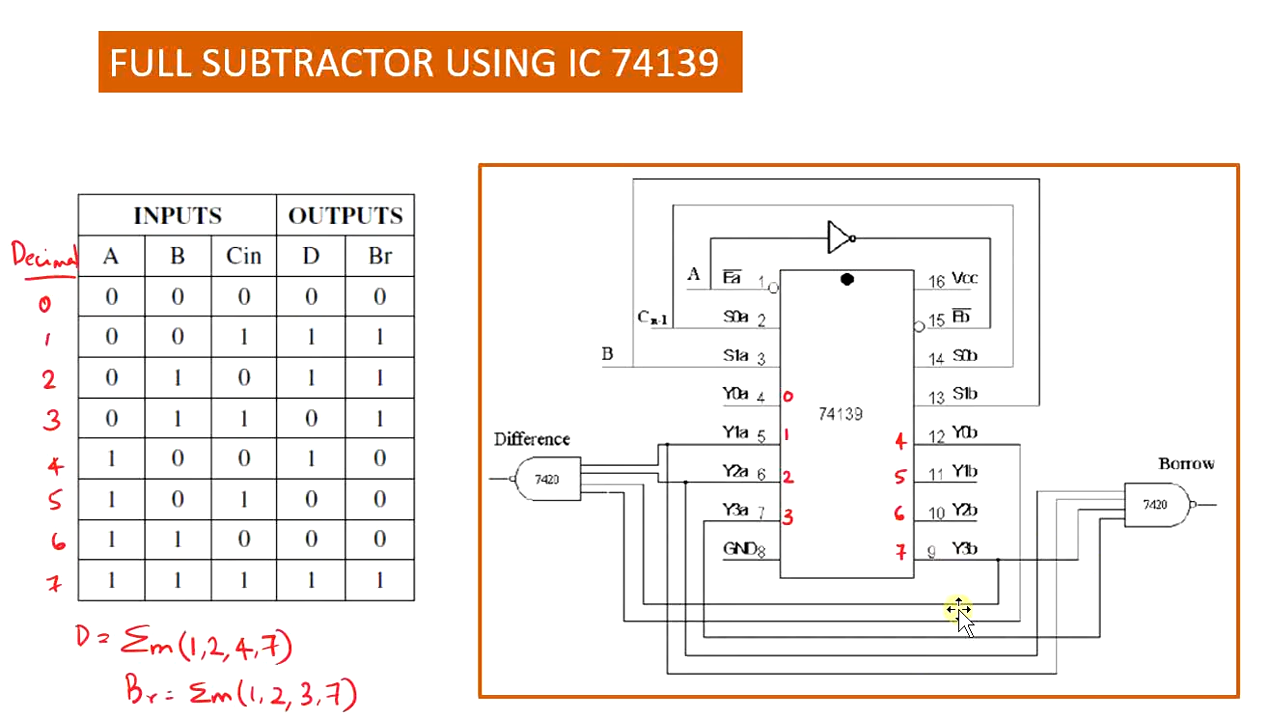 FULL SUBTRACTOR USING IC 74139
INPUTS OUTPUTS
Decimal A B Cin D Br
0 0 0 0 0 0
1 0 0 1 1 1
2 0 1 0 1 1
3 0 1 1 0 1
4 1 0 0 1 0
5 1 0 1 0 0
6 1 1 0 0 0
7 1 1 1 1 1
D = Σm(1,2,4,7)
Br = Σm(1,2,3,7)
A E̅a̅ 1 16 Vcc
Cn-1 S0a 2 15 E̅b̅
B S1a 3 14 S0b
Y0a 4 0 13 S1b
74139
Difference Y1a 5 1 4 12 Y0b
7420 Y2a 6 2 5 11 Y1b
Borrow
Y3a 7 3 6 10 Y2b
7420
GND 8 7 9 Y3b